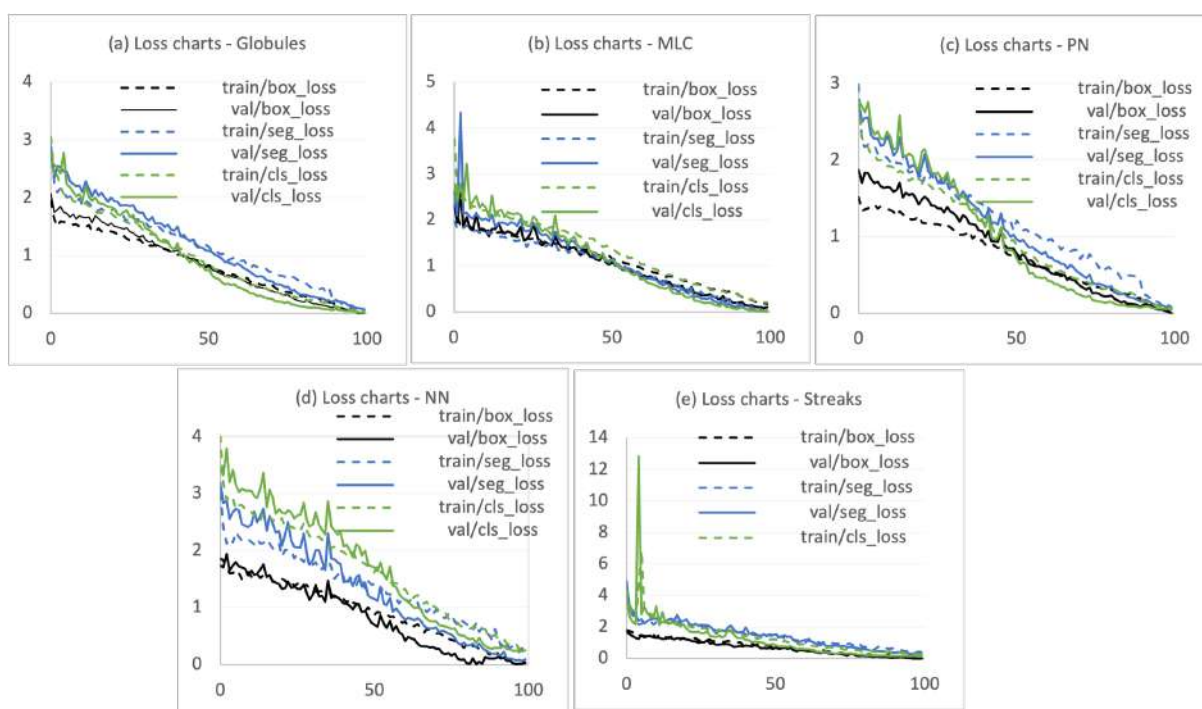 (a) Loss charts - Globules
4
3
2
1
0
0 50 100
train/box_loss
val/box_loss
train/seg_loss
val/seg_loss
train/cls_loss
val/cls_loss
(b) Loss charts - MLC
5
4
3
2
1
0
0 50 100
train/box_loss
val/box_loss
train/seg_loss
val/seg_loss
train/cls_loss
val/cls_loss
(c) Loss charts - PN
3
2
1
0
0 50 100
train/box_loss
val/box_loss
train/seg_loss
val/seg_loss
train/cls_loss
val/cls_loss
(d) Loss charts - NN
4
3
2
1
0
0 50 100
train/box_loss
val/box_loss
train/seg_loss
val/seg_loss
train/cls_loss
val/cls_loss
(e) Loss charts - Streaks
14
12
10
8
6
4
2
0
0 50 100
train/box_loss
val/box_loss
train/seg_loss
val/seg_loss
train/cls_loss